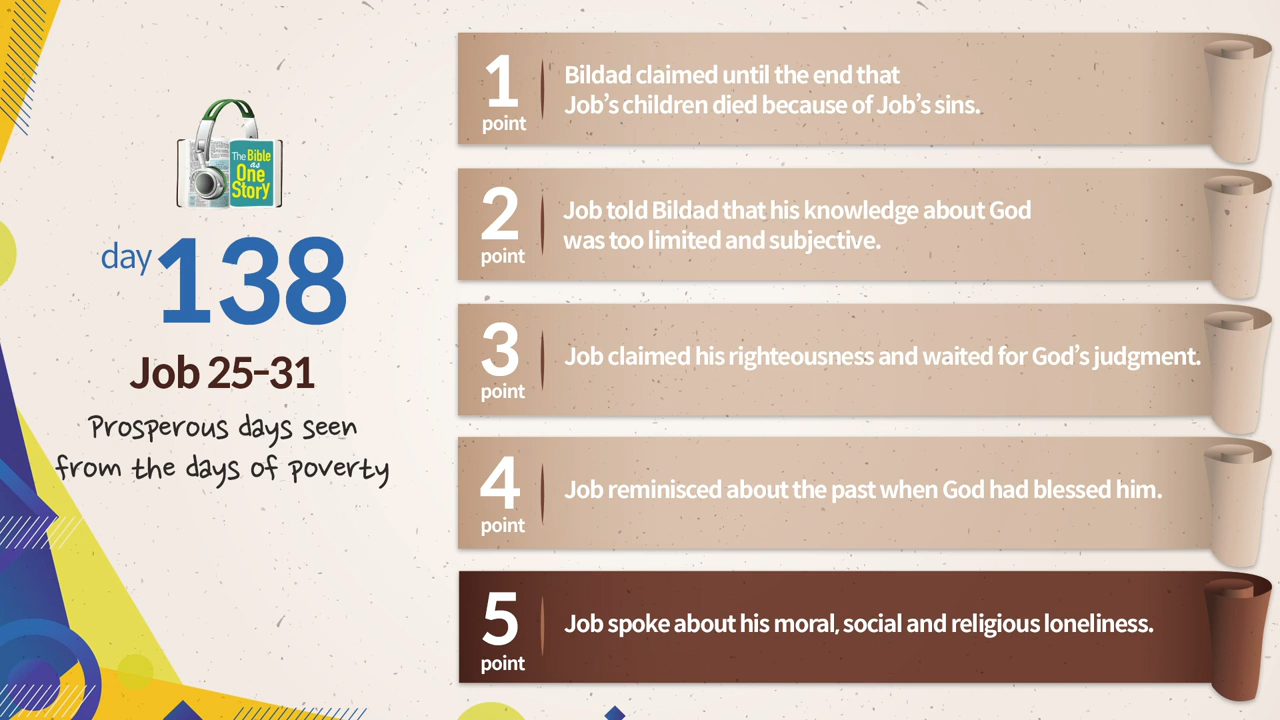 The Bible
as
One
Story
day 138
Job 25-31
Prosperous days seen
from the days of poverty
1
point
Bildad claimed until the end that
Job's children died because of Job's sins.
2
point
Job told Bildad that his knowledge about God
was too limited and subjective.
3
point
Job claimed his righteousness and waited for God's judgment.
4
point
Job reminisced about the past when God had blessed him.
5
point
Job spoke about his moral, social and religious loneliness.